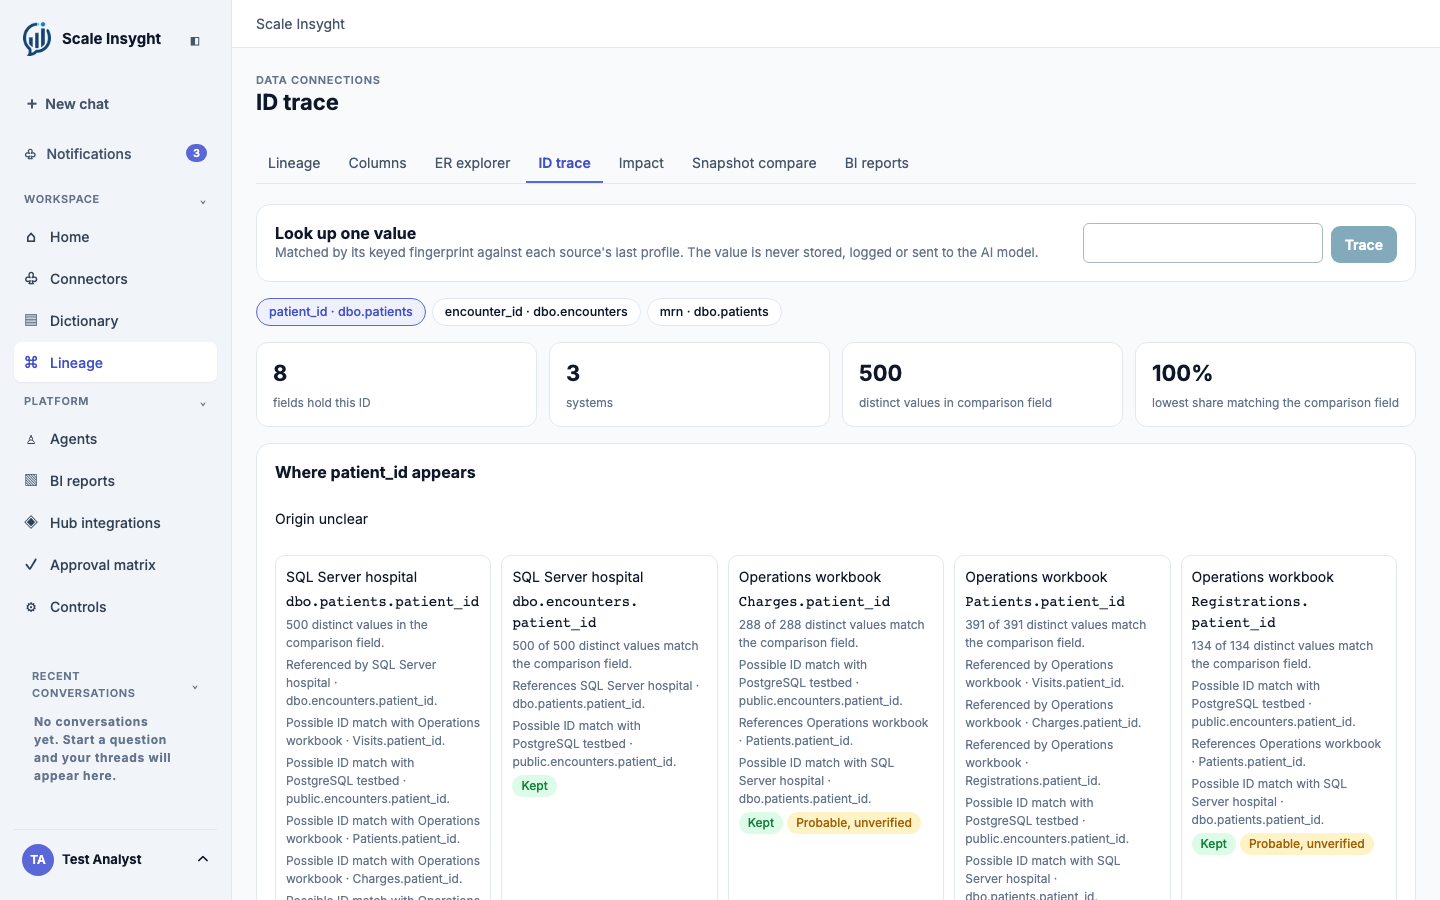 Scale Insyght
Scale Insyght
+ New chat
Notifications 3
WORKSPACE
Home
Connectors
Dictionary
Lineage
PLATFORM
Agents
BI reports
Hub integrations
Approval matrix
Controls
RECENT
CONVERSATIONS
No conversations
yet. Start a question
and your threads will
appear here.
TA Test Analyst
DATA CONNECTIONS
ID trace
Lineage Columns ER explorer ID trace Impact Snapshot compare BI reports
Look up one value
Matched by its keyed fingerprint against each source's last profile. The value is never stored, logged or sent to the AI model.
Trace
patient_id · dbo.patients encounter_id · dbo.encounters mrn · dbo.patients
8
fields hold this ID
3
systems
500
distinct values in comparison field
100%
lowest share matching the comparison field
Where patient_id appears
Origin unclear
SQL Server hospital
dbo.patients.patient_id
500 distinct values in the
comparison field.
Referenced by SQL Server
hospital ·
dbo.encounters.patient_id.
Possible ID match with Operations
workbook · Visits.patient_id.
Possible ID match with
PostgreSQL testbed ·
public.encounters.patient_id.
Possible ID match with Operations
workbook · Patients.patient_id.
Possible ID match with Operations
workbook · Charges.patient_id.
Possible ID match with Operations
SQL Server hospital
dbo.encounters.
patient_id
500 of 500 distinct values match
the comparison field.
References SQL Server hospital ·
dbo.patients.patient_id.
Possible ID match with
PostgreSQL testbed ·
public.encounters.patient_id.
Kept
Operations workbook
Charges.patient_id
288 of 288 distinct values match
the comparison field.
Possible ID match with
PostgreSQL testbed ·
public.encounters.patient_id.
References Operations workbook
· Patients.patient_id.
Possible ID match with SQL
Server hospital ·
dbo.patients.patient_id.
Kept Probable, unverified
Operations workbook
Patients.patient_id
391 of 391 distinct values match
the comparison field.
Referenced by Operations
workbook · Visits.patient_id.
Referenced by Operations
workbook · Charges.patient_id.
Referenced by Operations
workbook ·
Registrations.patient_id.
Possible ID match with
PostgreSQL testbed ·
public.encounters.patient_id.
Possible ID match with SQL
Server hospital ·
dbo.patients.patient_id.
Operations workbook
Registrations.
patient_id
134 of 134 distinct values match
the comparison field.
Possible ID match with
PostgreSQL testbed ·
public.encounters.patient_id.
References Operations workbook
· Patients.patient_id.
Possible ID match with SQL
Server hospital ·
dbo.patients.patient_id.
Kept Probable, unverified